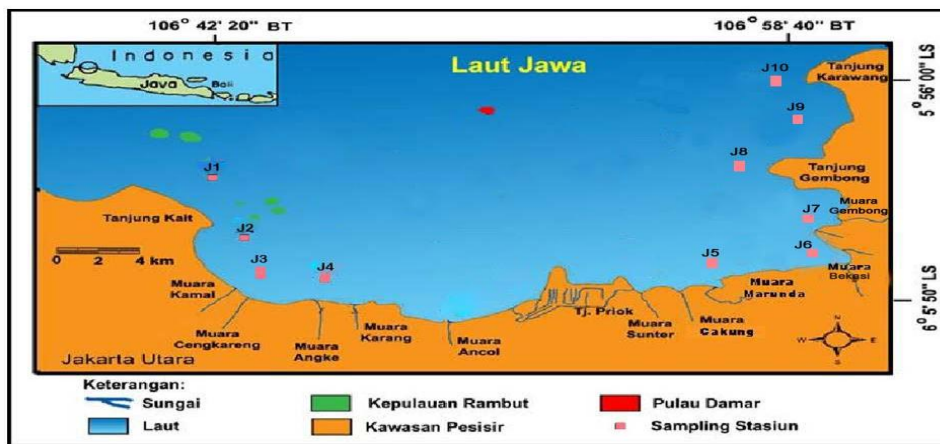 106° 42' 20" BT
106° 58' 40" BT
Indonesia
Java
Bali
Laut Jawa
J10
Tanjung
Karawang
5° 56' 00" LS
J9
J8
J1
Tanjung
Gembong
Muara
Gembong
Tanjung Kait
J2
J7
J3
J4
J5
J6
0 2 4 km
Muara
Bekasi
Muara
Kamal
Muara
Marunda
6° 5' 50" LS
Muara
Cengkareng
Muara
Angke
Muara
Karang
Muara
Ancol
Tj. Priok
Muara
Sunter
Muara
Cakung
N
W
E
S
Jakarta Utara
Keterangan:
Sungai
Kepulauan Rambut
Pulau Damar
Laut
Kawasan Pesisir
Sampling Stasiun